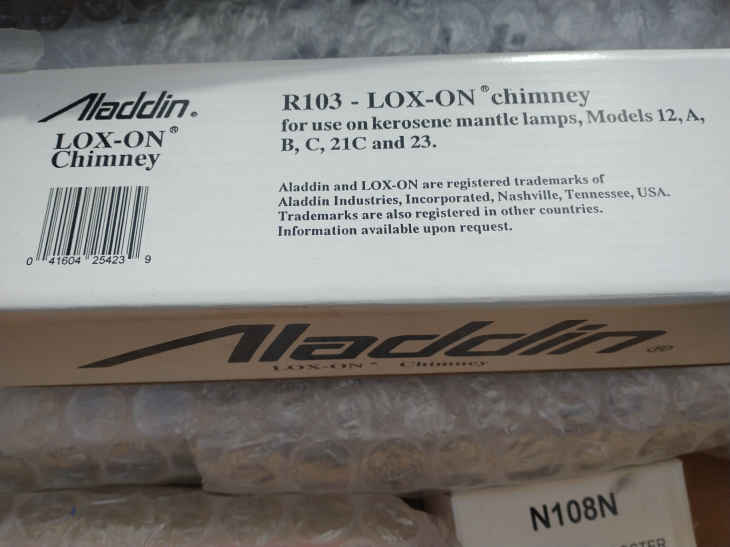 Aladdin®
LOX-ON®
Chimney
0 41604 25423 9
R103 - LOX-ON® chimney
for use on kerosene mantle lamps, Models 12, A,
B, C, 21C and 23.
Aladdin and LOX-ON are registered trademarks of
Aladdin Industries, Incorporated, Nashville, Tennessee, USA.
Trademarks are also registered in other countries.
Information available upon request.
Aladdin®
LOX-ON® Chimney
N108N